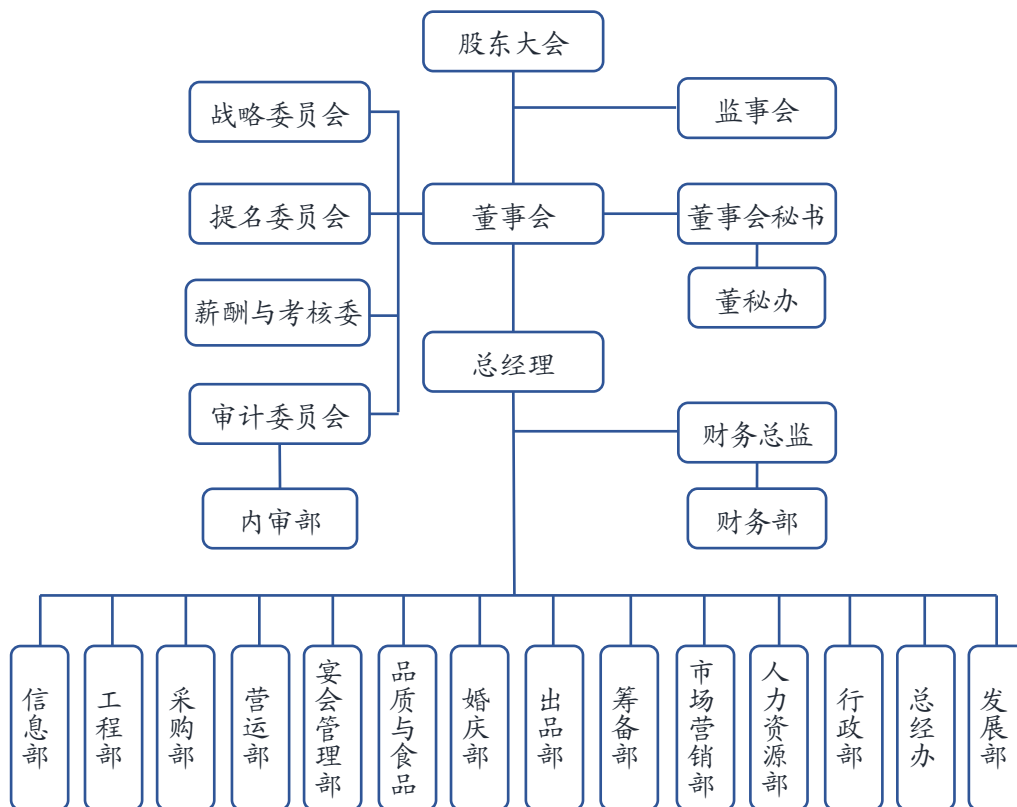 股东大会
战略委员会
监事会
提名委员会
董事会
董事会秘书
董秘办
薪酬与考核委
总经理
审计委员会
财务总监
内审部
财务部
信息部
工程部
采购部
营运部
宴会管理部
品质与食品
婚庆部
出品部
筹备部
市场营销部
人力资源部
行政部
总经办
发展部